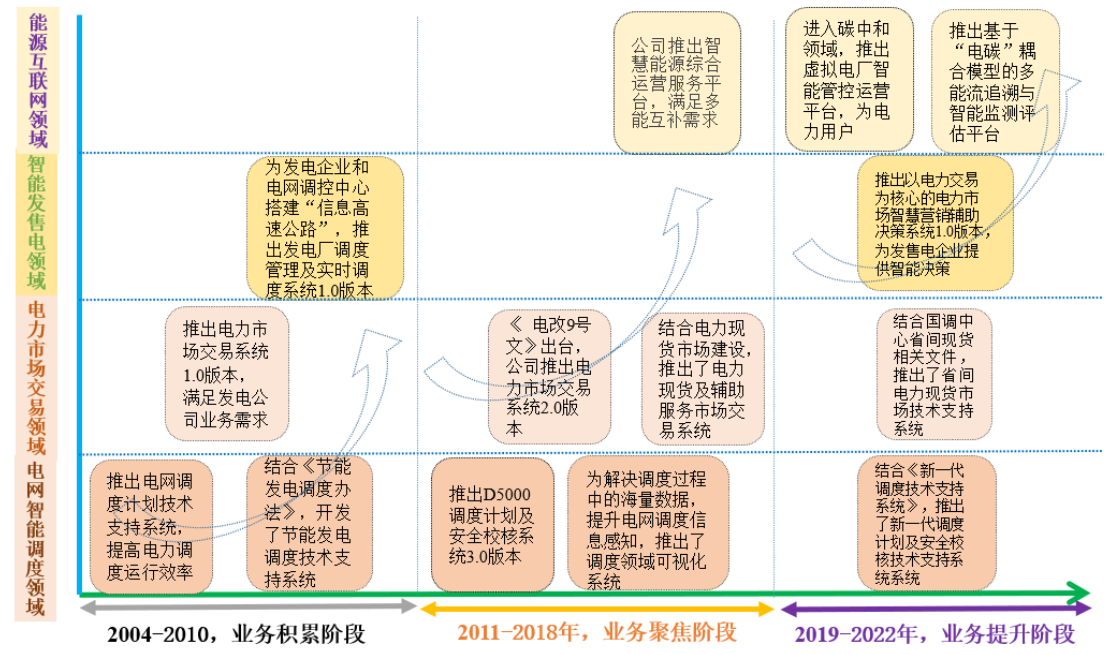 能源互联网领域
公司推出智
慧能源综合
运营服务平
台，满足多
能互补需求
进入碳中和
领域，推出
虚拟电厂智
能管控运营
平台，为电
力用户
推出基于
“电碳”耦
合模型的多
能流追溯与
智能监测评
估平台
智能发售电领域
为发电企业和
电网调控中心
搭建“信息高
速公路”，推
出发电厂调度
管理及实时调
度系统1.0版本
推出以电力交易
为核心的电力市
场智慧营销辅助
决策系统1.0版本，
为发售电企业提
供智能决策
电力市场交易领域
推出电力市
场交易系统
1.0版本，
满足发电公
司业务需求
《 电改9号
文》出台，
公司推出电
力市场交易
系统2.0版
本
结合电力现
货市场建设，
推出了电力
现货及辅助
服务市场交
易系统
结合国调中
心省间现货
相关文件，
推出了省间
电力现货市
场技术支持
系统
电网智能调度领域
推出电网调
度计划技术
支持系统，
提高电力调
度运行效率
结合《节能
发电调度办
法》，开发
了节能发电
调度技术支
持系统
推出D5000
调度计划及
安全校核系
统3.0版本
为解决调度过程
中的海量数据，
提升电网调度信
息感知，推出了
调度领域可视化
系统
结合《新一代
调度技术支持
系统》，推出
了新一代调度
计划及安全校
核技术支持系
统系统
2004-2010，业务积累阶段
2011-2018年，业务聚焦阶段
2019-2022年，业务提升阶段